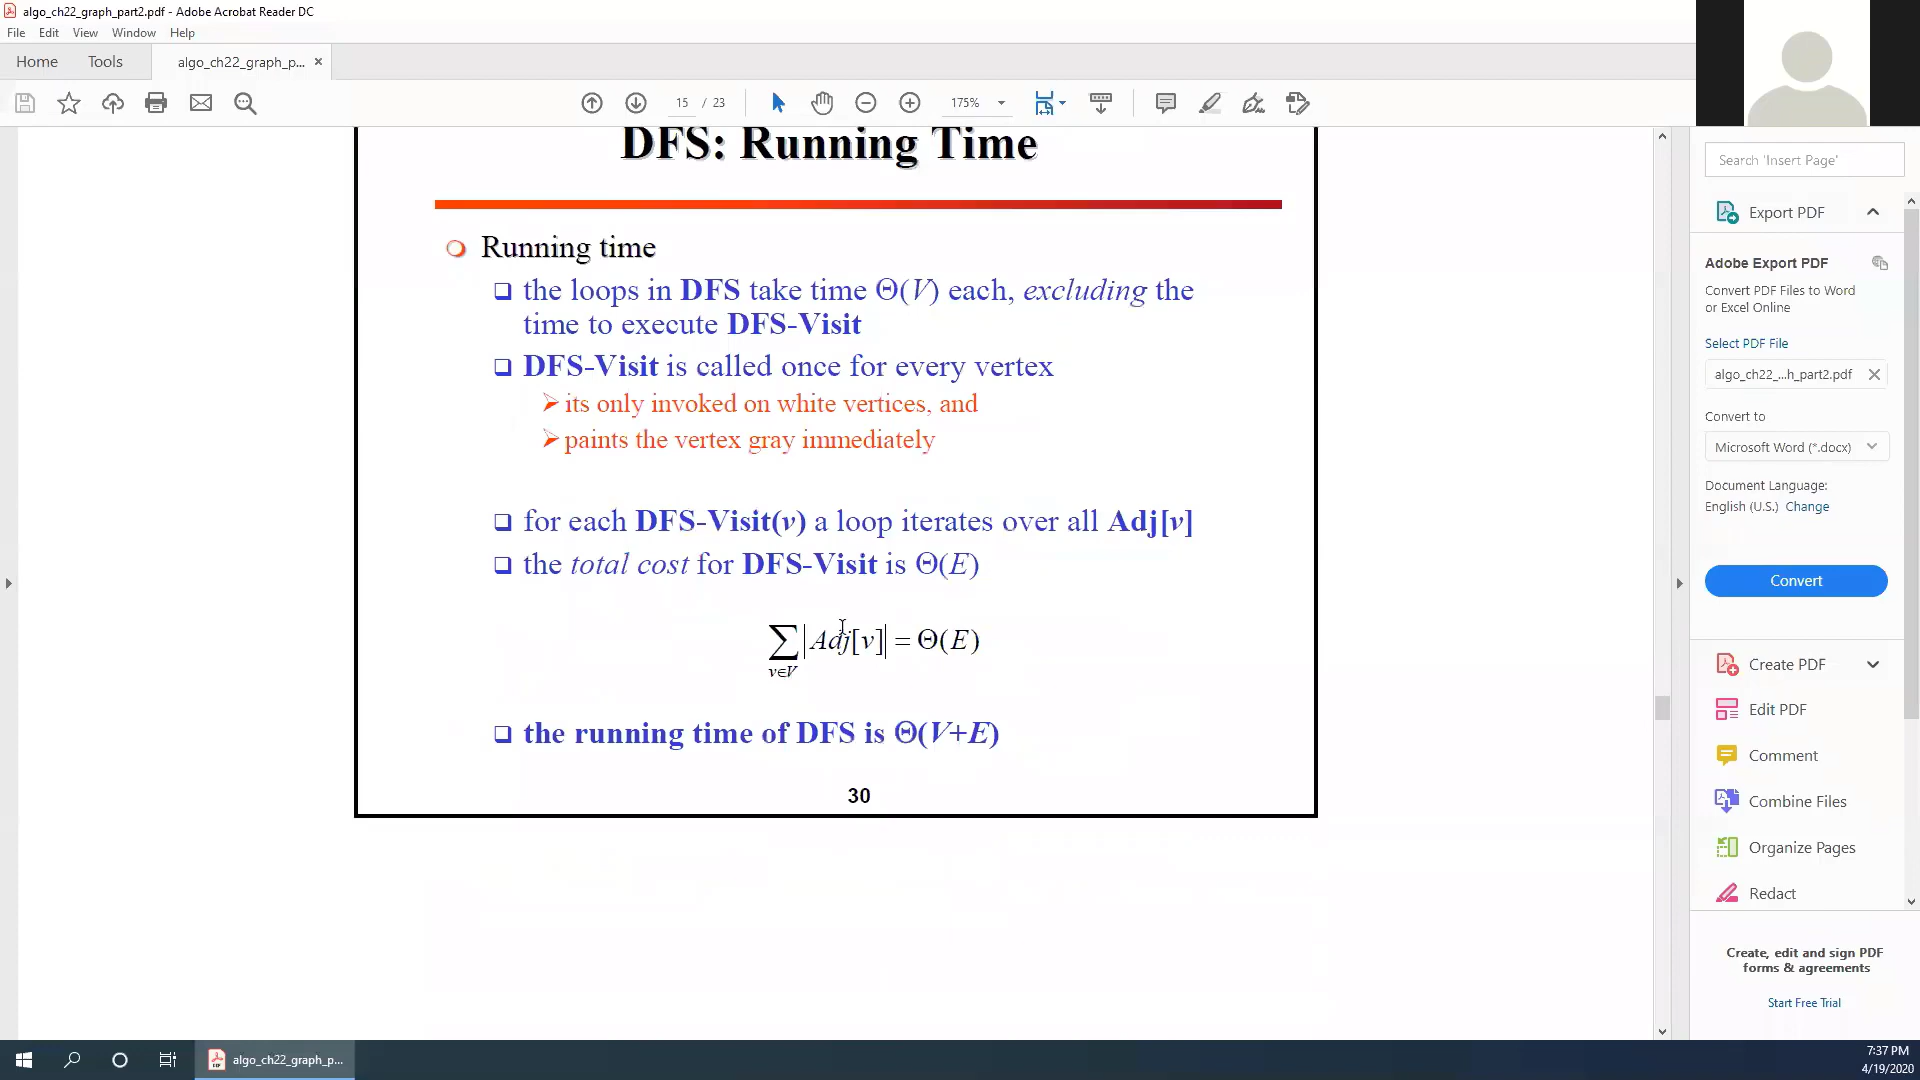 algo_ch22_graph_part2.pdf - Adobe Acrobat Reader DC
File Edit View Window Help
Home Tools algo_ch22_graph_p... ×
15 / 23 175%
DFS: Running Time
Running time
the loops in DFS take time Θ(V) each, excluding the
time to execute DFS-Visit
DFS-Visit is called once for every vertex
its only invoked on white vertices, and
paints the vertex gray immediately
for each DFS-Visit(v) a loop iterates over all Adj[v]
the total cost for DFS-Visit is Θ(E)
∑|Adj[v]| = Θ(E)
v∈V
the running time of DFS is Θ(V+E)
30
Search 'Insert Page'
Export PDF
Adobe Export PDF
Convert PDF Files to Word
or Excel Online
Select PDF File
algo_ch22_...h_part2.pdf
Convert to
Microsoft Word (*.docx)
Document Language:
English (U.S.) Change
Convert
Create PDF
Edit PDF
Comment
Combine Files
Organize Pages
Redact
Create, edit and sign PDF
forms & agreements
Start Free Trial
algo_ch22_graph_p...
7:37 PM
4/19/2020